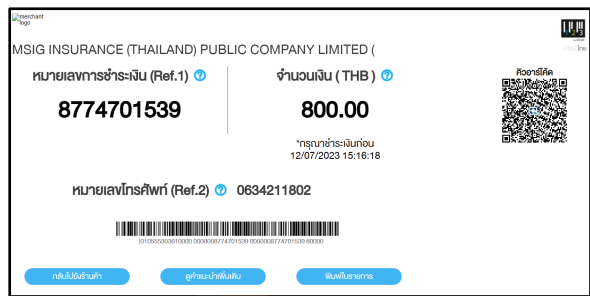 merchant
logo
MSIG INSURANCE (THAILAND) PUBLIC COMPANY LIMITED (
หมายเลขการชำระเงิน (Ref.1) ?
8774701539
จำนวนเงิน ( THB ) ?
800.00
*กรุณาชำระเงินก่อน
12/07/2023 15:16:18
คิวอาร์โค้ด
หมายเลขโทรศัพท์ (Ref.2) ? 0634211802
|010555303610000 0000008774701539 0000008774701539 80000
กลับไปยังร้านค้า
ดูคำแนะนำเพิ่มเติม
พิมพ์ใบรายการ
ไทย